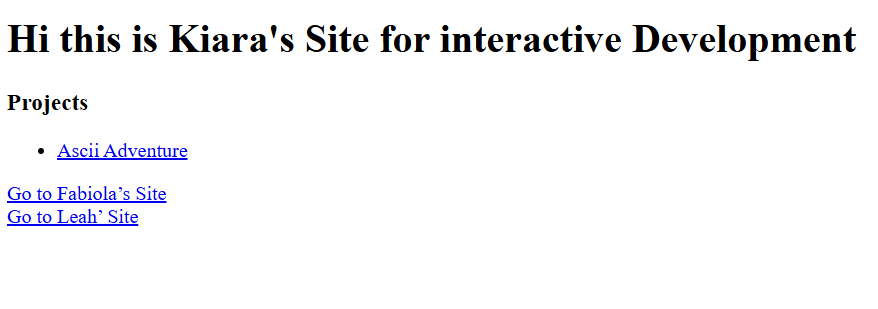 Hi this is Kiara's Site for interactive Development
Projects
Ascii Adventure
Go to Fabiola’s Site
Go to Leah’ Site